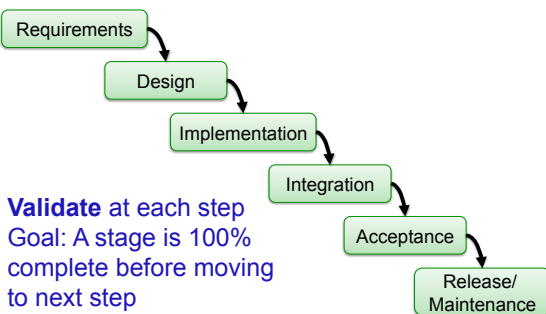 Requirements
Design
Implementation
Integration
Validate at each step
Goal: A stage is 100%
complete before moving
to next step
Acceptance
Release/
Maintenance